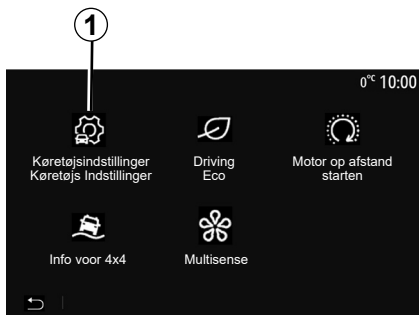 1
0°C 10:00
Køretøjsindstillinger
Køretøjs Indstillinger
Driving
Eco
Motor op afstand
starten
Info voor 4x4
Multisense